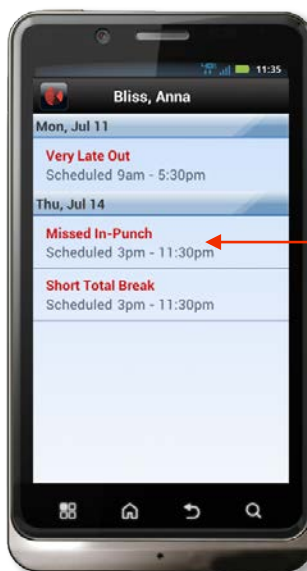 11:35
Bliss, Anna
Mon, Jul 11
Very Late Out
Scheduled 9am - 5:30pm
Thu, Jul 14
Missed In-Punch
Scheduled 3pm - 11:30pm
Short Total Break
Scheduled 3pm - 11:30pm